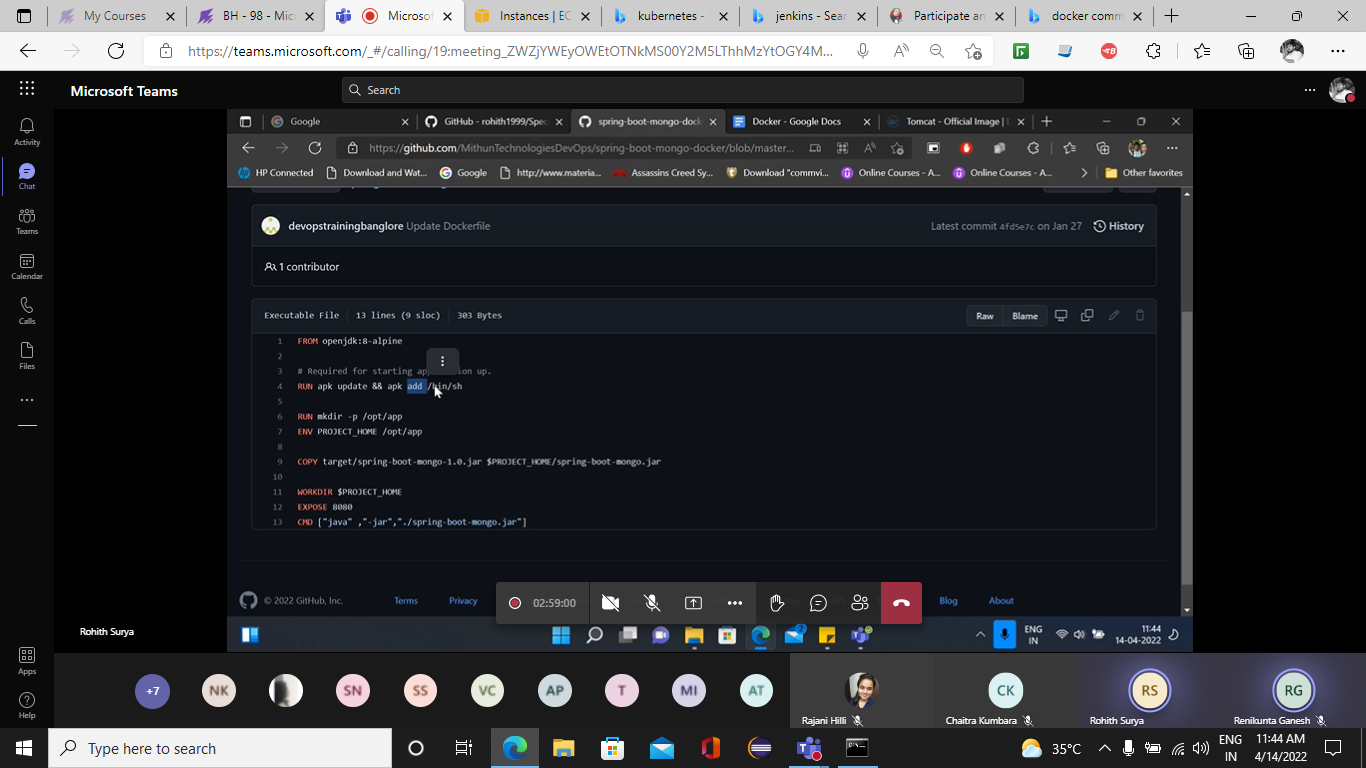 My Courses
BH - 98 - Mic
Microsof
Instances | EC
kubernetes -
jenkins - Sear
Participate an
docker comm
https://teams.microsoft.com/_#/calling/19:meeting_ZWZjYWEyOWEtOTNkMS00Y2M5LThhMzYtOGY4M...
Microsoft Teams
Search
Activity
Chat
Teams
Calendar
Calls
Files
Apps
Help
Google
GitHub - rohith1999/Spec
spring-boot-mongo-dock
Docker - Google Docs
Tomcat - Official Image | D
https://github.com/MithunTechnologiesDevOps/spring-boot-mongo-docker/blob/master...
HP Connected
Download and Wat...
Google
http://www.materia...
Assassins Creed Sy...
Download "commvi...
Online Courses - A...
Online Courses - A...
Other favorites
devopstrainingbanglore Update Dockerfile
Latest commit 4fd5e7c on Jan 27
History
1 contributor
Executable File
13 lines (9 sloc)
303 Bytes
Raw
Blame
1 FROM openjdk:8-alpine
2
3 # Required for starting app ion up.
4 RUN apk update && apk add /bin/sh
5
6 RUN mkdir -p /opt/app
7 ENV PROJECT_HOME /opt/app
8
9 COPY target/spring-boot-mongo-1.0.jar $PROJECT_HOME/spring-boot-mongo.jar
10
11 WORKDIR $PROJECT_HOME
12 EXPOSE 8080
13 CMD ["java" ,"-jar","./spring-boot-mongo.jar"]
© 2022 GitHub, Inc.
Terms
Privacy
Blog
About
02:59:00
ENG
IN
11:44
14-04-2022
Rohith Surya
+7
NK
SN
SS
VC
AP
T
MI
AT
Rajani Hilli
CK
Chaitra Kumbara
RS
Rohith Surya
RG
Renikunta Ganesh
Type here to search
35°C
ENG
IN
11:44 AM
4/14/2022